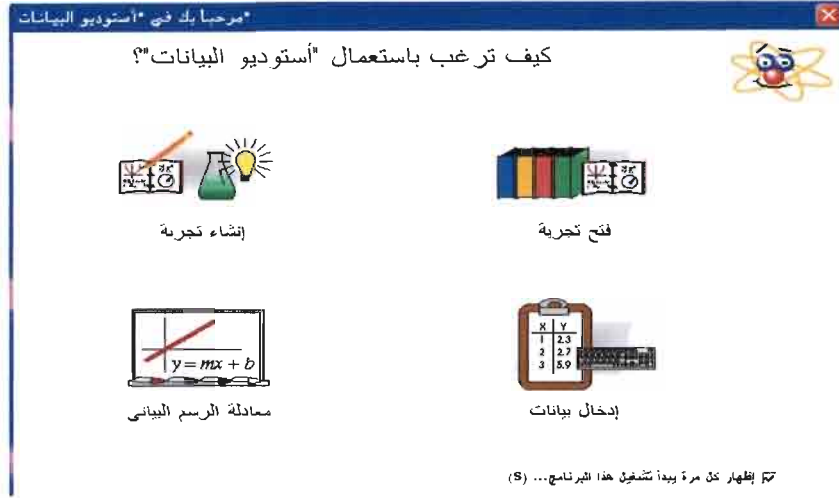 مرحباً بك في "أستوديو البيانات"
كيف ترغب باستعمال "أستوديو البيانات"؟
فتح تجربة
إنشاء تجربة
X Y
1 2.3
2 2.7
3 5.9
إدخال بيانات
y = mx + b
معادلة الرسم البياني
إظهار كل مرة يبدأ تشغيل هذا البرنامج... (S)